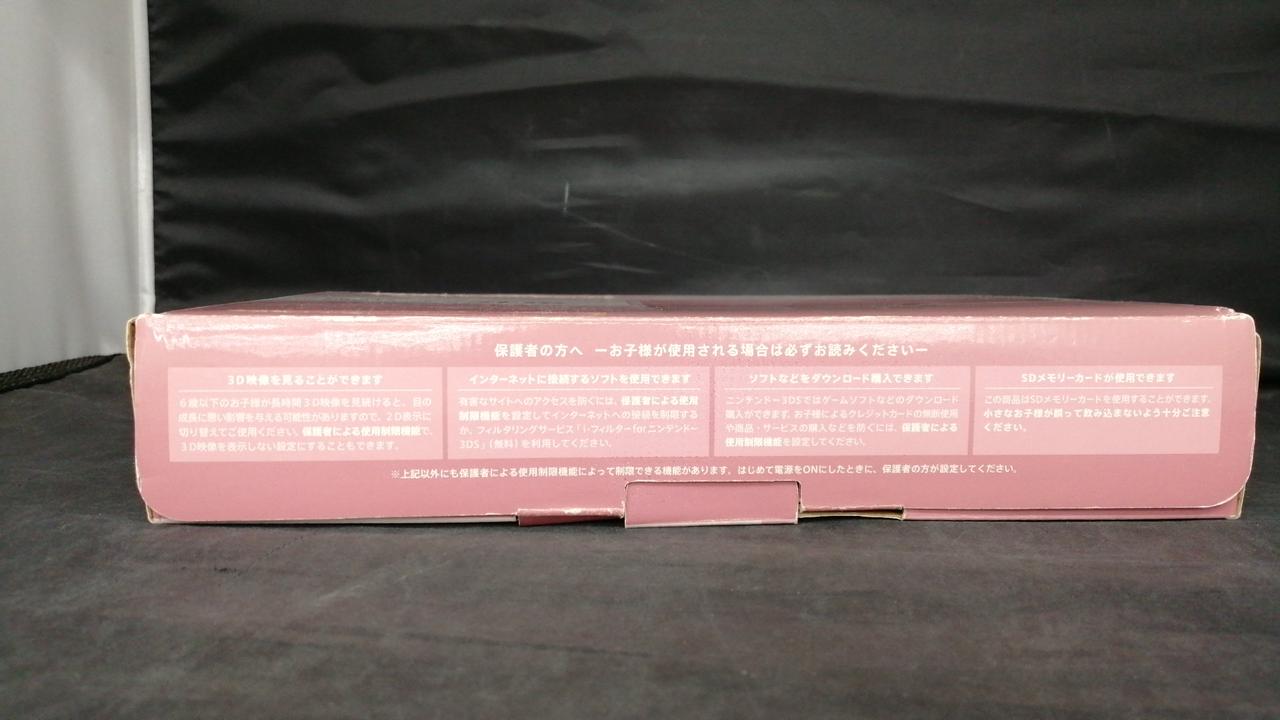 保護者の方へ ーお子様が使用される場合は必ずお読みくださいー
3D映像を見ることができます
6歳以下のお子様が長時間3D映像を見続けると、目の
成長に悪い影響を与える可能性がありますので、2D表示に
切り替えてご使用ください。保護者による使用制限機能で、
3D映像を表示しない設定にすることもできます。
インターネットに接続するソフトを使用できます
有害なサイトへのアクセスを防ぐには、保護者による使用
制限機能を設定してインターネットへの接続を制限する
か、フィルタリングサービス「i-フィルターforニンテンドー
3DS」(無料)を利用してください。
ソフトなどをダウンロード購入できます
ニンテンドー3DSではゲームソフトなどのダウンロード
購入ができます。お子様によるクレジットカードの無断使用
や商品・サービスの購入などを防ぐには、保護者による
使用制限機能を設定してください。
SDメモリーカードが使用できます
この商品はSDメモリーカードを使用することができます。
小さなお子様が誤って飲み込まないよう十分ご注意
ください。
※上記以外にも保護者による使用制限機能によって制限できる機能があります。はじめて電源をONにしたときに、保護者の方が設定してください。